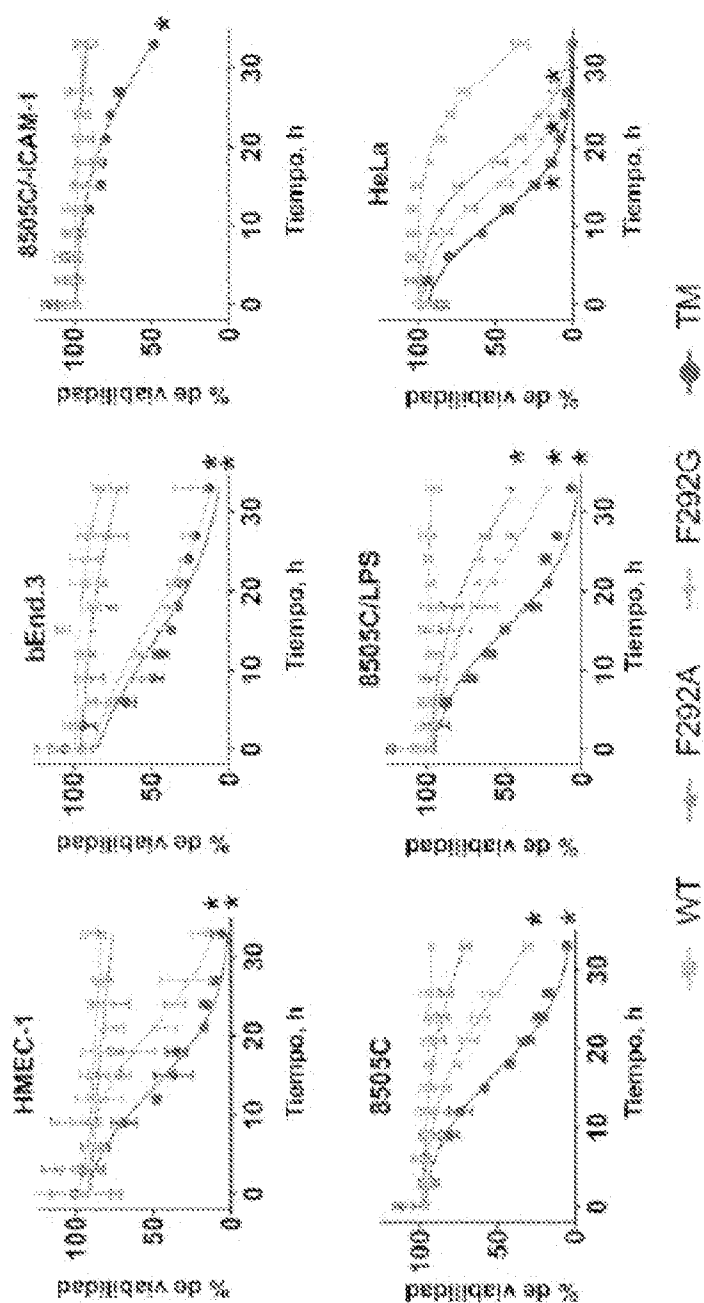 HMEC-1
% de viabilidad
100
50
0
0 10 20 30
Tiempo, h
* *
bEnd.3
% de viabilidad
100
50
0
0 10 20 30
Tiempo, h
* *
8505C/-ICAM-1
% de viabilidad
100
50
0
0 10 20 30
Tiempo, h
*
8505C
% de viabilidad
100
50
0
0 10 20 30
Tiempo, h
* *
8505C/LPS
% de viabilidad
100
50
0
0 10 20 30
Tiempo, h
* * *
HeLa
% de viabilidad
100
50
0
0 10 20 30
Tiempo, h
* * *
WT F292A F292G TM